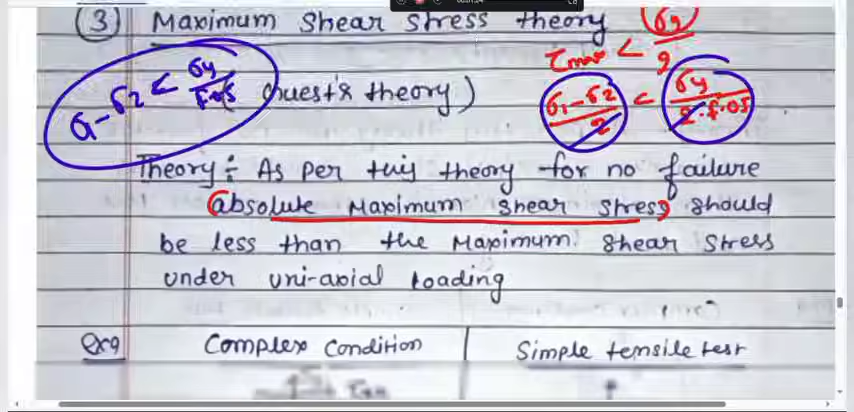 (3) Maximum Shear stress theory
τmax < σy/2
σ1 - σ2 < σy/F.OS
(Guest's theory)
σ1-σ2/2 < σy/2.f.os
Theory ÷ As per this theory for no failure
absolute Maximum Shear Stress should
be less than the Maximum Shear Stress
under uni-axial loading
Complex Condition | Simple tensile test